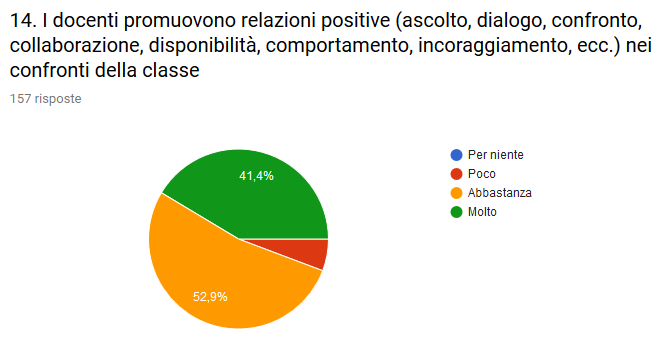 14. I docenti promuovono relazioni positive (ascolto, dialogo, confronto,
collaborazione, disponibilità, comportamento, incoraggiamento, ecc.) nei
confronti della classe
157 risposte
41,4%
52,9%
Per niente
Poco
Abbastanza
Molto